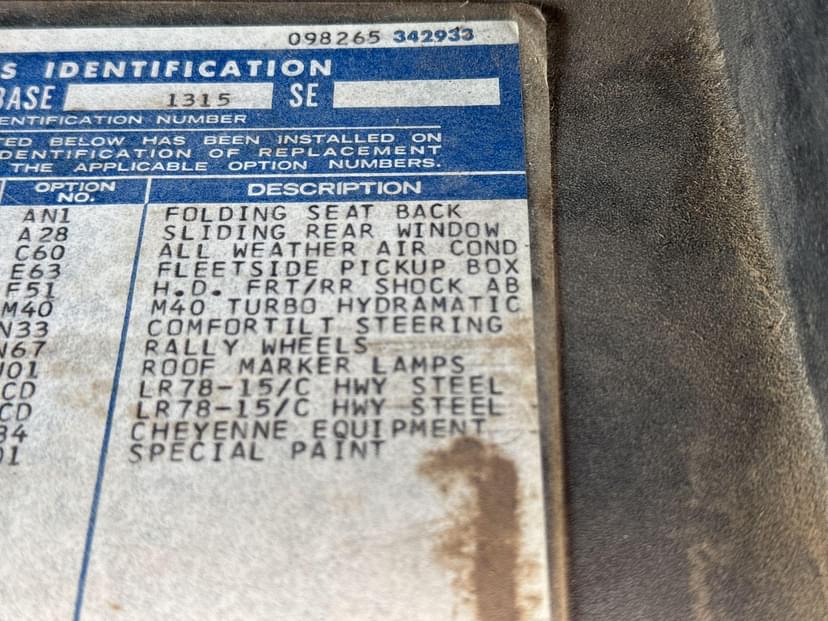 098265 342933
S IDENTIFICATION
BASE 1315 SE
ENTIFICATION NUMBER
TED BELOW HAS BEEN INSTALLED ON
DENTIFICATION OF REPLACEMENT
THE APPLICABLE OPTION NUMBERS.
OPTION NO. DESCRIPTION
AN1 FOLDING SEAT BACK
A28 SLIDING REAR WINDOW
C60 ALL WEATHER AIR COND
E63 FLEETSIDE PICKUP BOX
F51 H.D. FRT/RR SHOCK AB
M40 M40 TURBO HYDRAMATIC
N33 COMFORTILT STEERING
N67 RALLY WHEELS
U01 ROOF MARKER LAMPS
CD LR78-15/C HWY STEEL
CD LR78-15/C HWY STEEL
84 CHEYENNE EQUIPMENT
01 SPECIAL PAINT